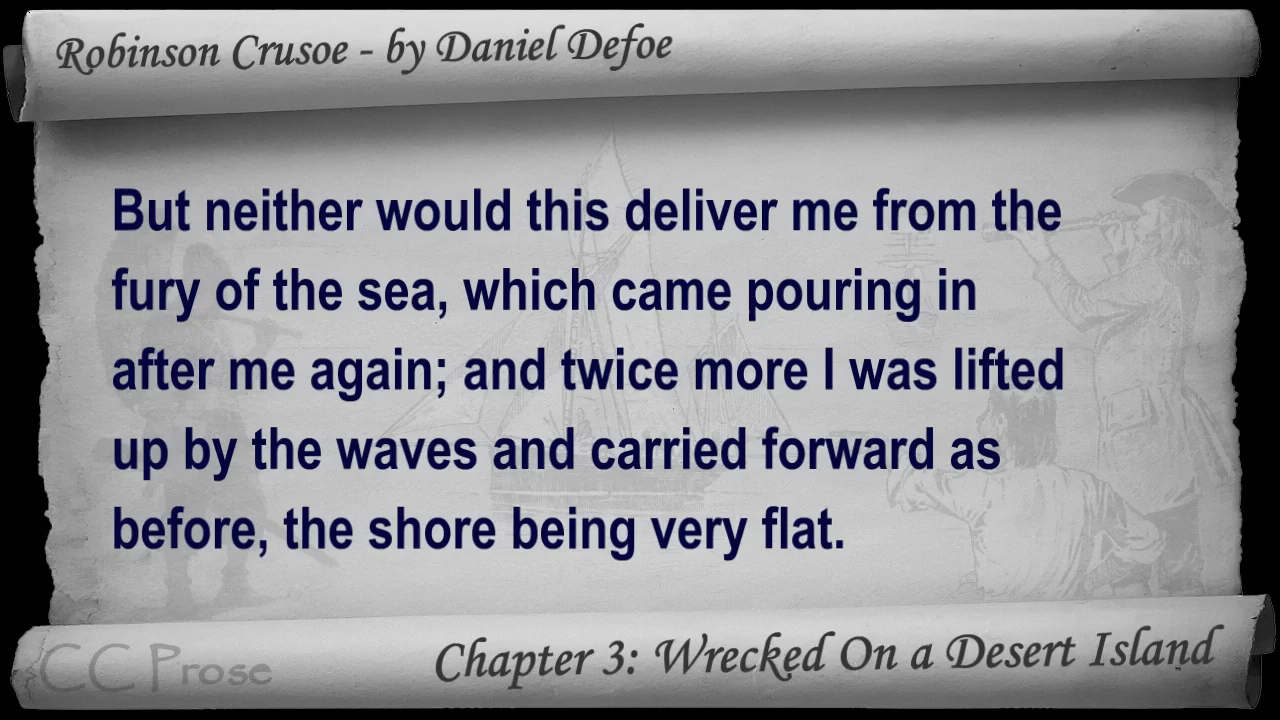 Robinson Crusoe - by Daniel Defoe
But neither would this deliver me from the
fury of the sea, which came pouring in
after me again; and twice more I was lifted
up by the waves and carried forward as
before, the shore being very flat.
CC Prose
Chapter 3: Wrecked On a Desert Island